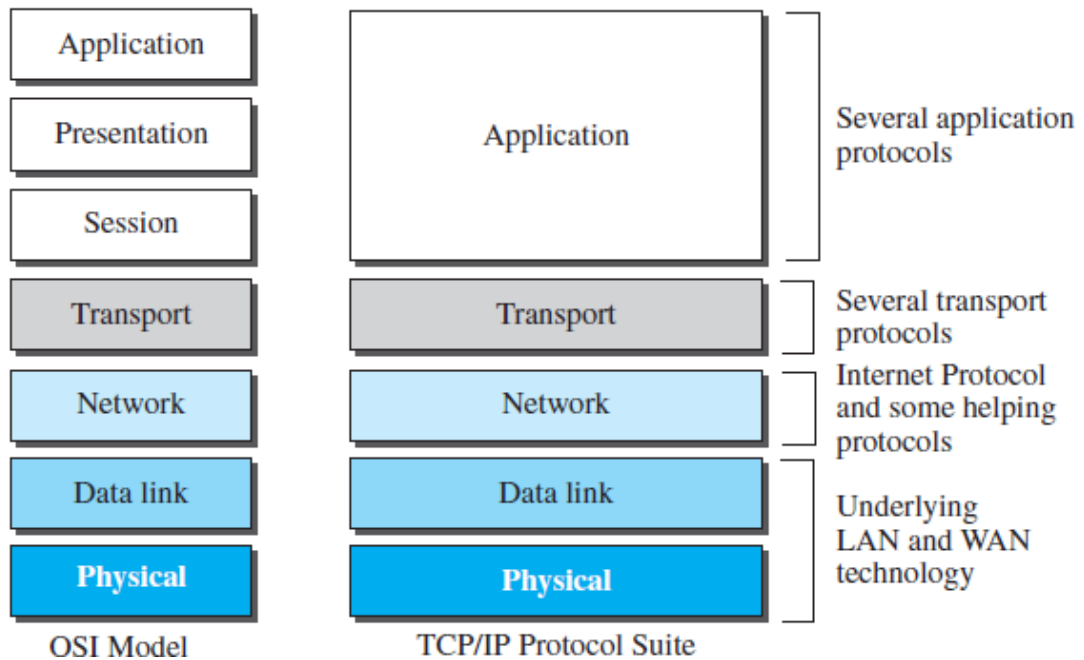 Application
Presentation
Session
Transport
Network
Data link
Physical
OSI Model
Application
Transport
Network
Data link
Physical
TCP/IP Protocol Suite
Several application
protocols
Several transport
protocols
Internet Protocol
and some helping
protocols
Underlying
LAN and WAN
technology